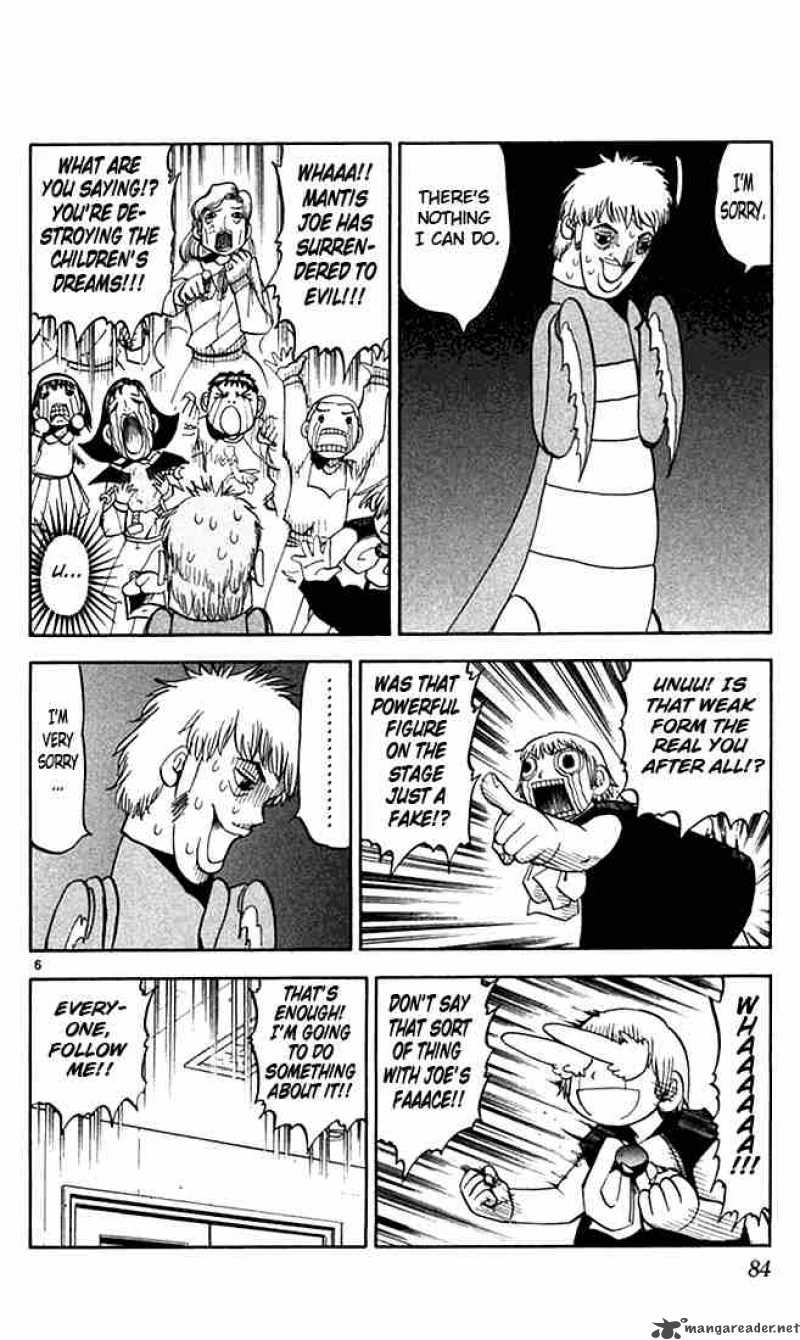 I'M
SORRY.
THERE'S
NOTHING
I CAN DO.
WHAAA!!
MANTIS
JOE HAS
SURREN-
DERED TO
EVIL!!!
WHAT ARE
YOU SAYING!?
YOU'RE DE-
STROYING THE
CHILDREN'S
DREAMS!!!
U...
UNUU! IS
THAT WEAK
FORM THE
REAL YOU
AFTER ALL!?
WAS THAT
POWERFUL
FIGURE
ON THE
STAGE
JUST A
FAKE!?
.........
I'M
VERY
SORRY
...
6
WHAAAAAA!!!
DON'T SAY
THAT SORT
OF THING
WITH JOE'S
FAAACE!!
THAT'S
ENOUGH!
I'M GOING
TO DO
SOMETHING
ABOUT IT!!
EVERY-
ONE,
FOLLOW
ME!!
84
mangareader.net